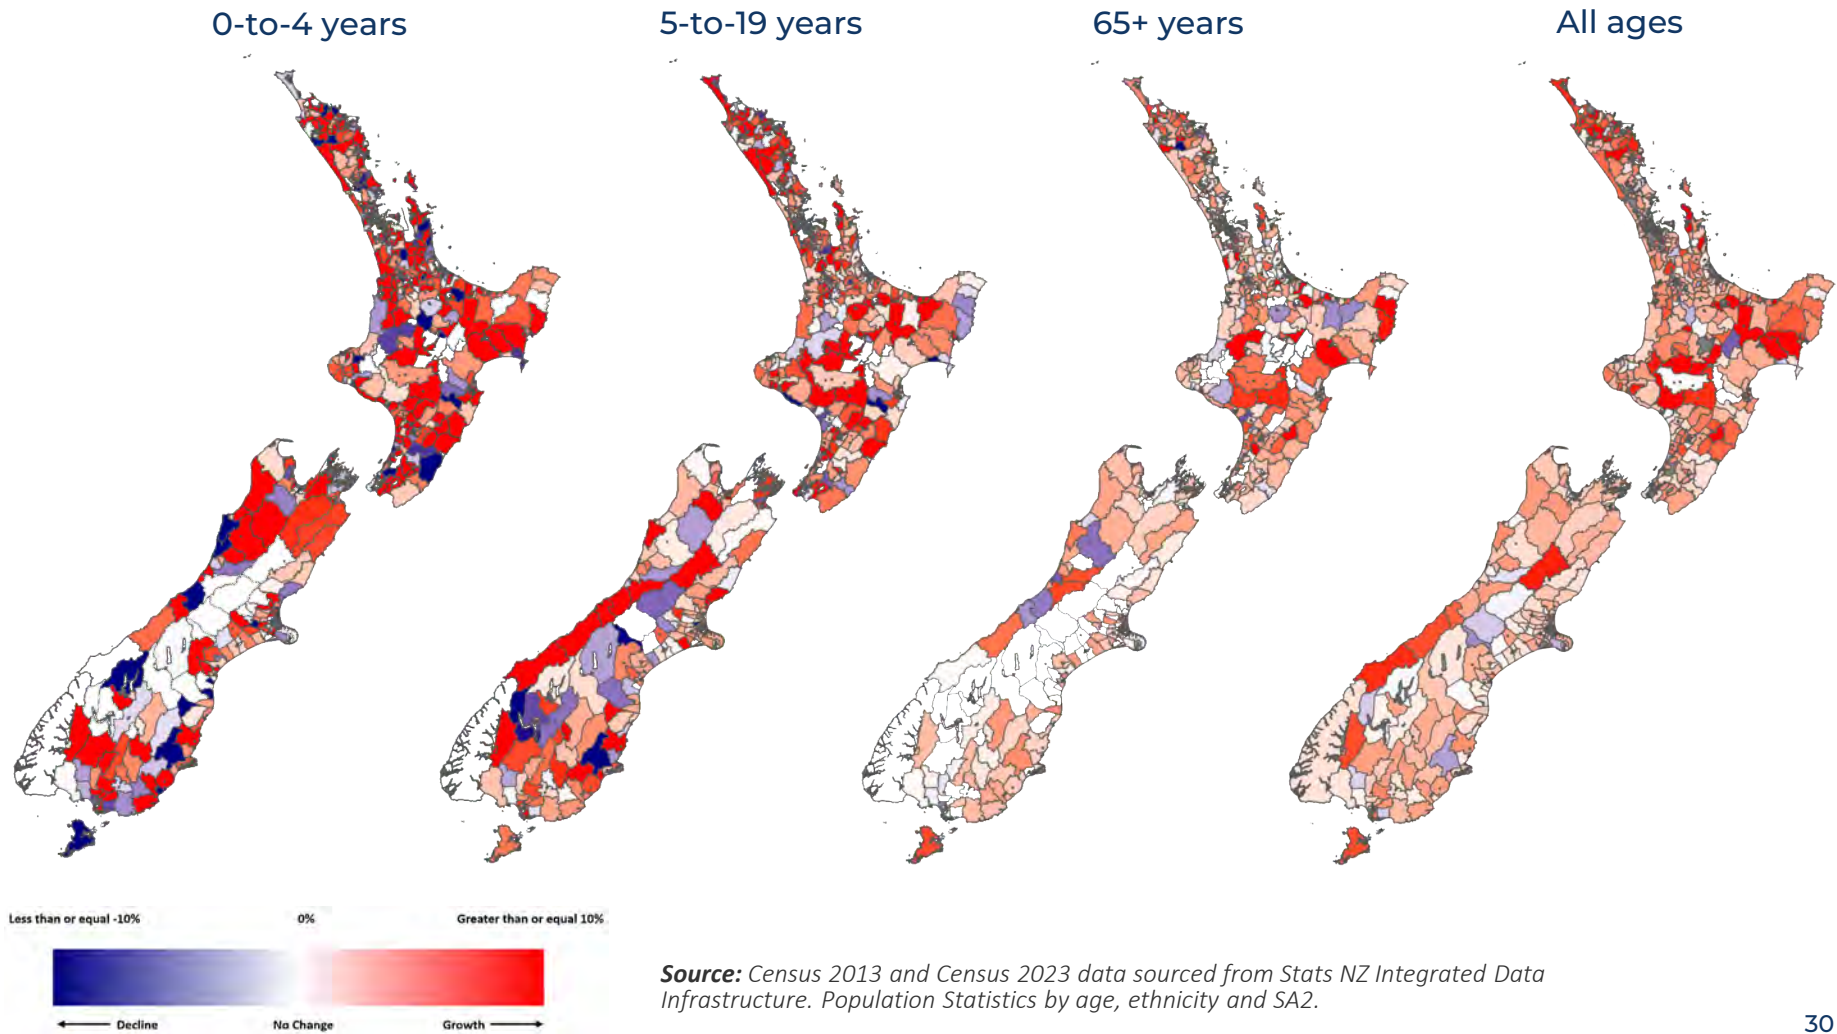 0-to-4 years
5-to-19 years
65+ years
All ages
Less than or equal -10%
0%
Greater than or equal 10%
Decline
No Change
Growth
Source: Census 2013 and Census 2023 data sourced from Stats NZ Integrated Data
Infrastructure. Population Statistics by age, ethnicity and SA2.
30